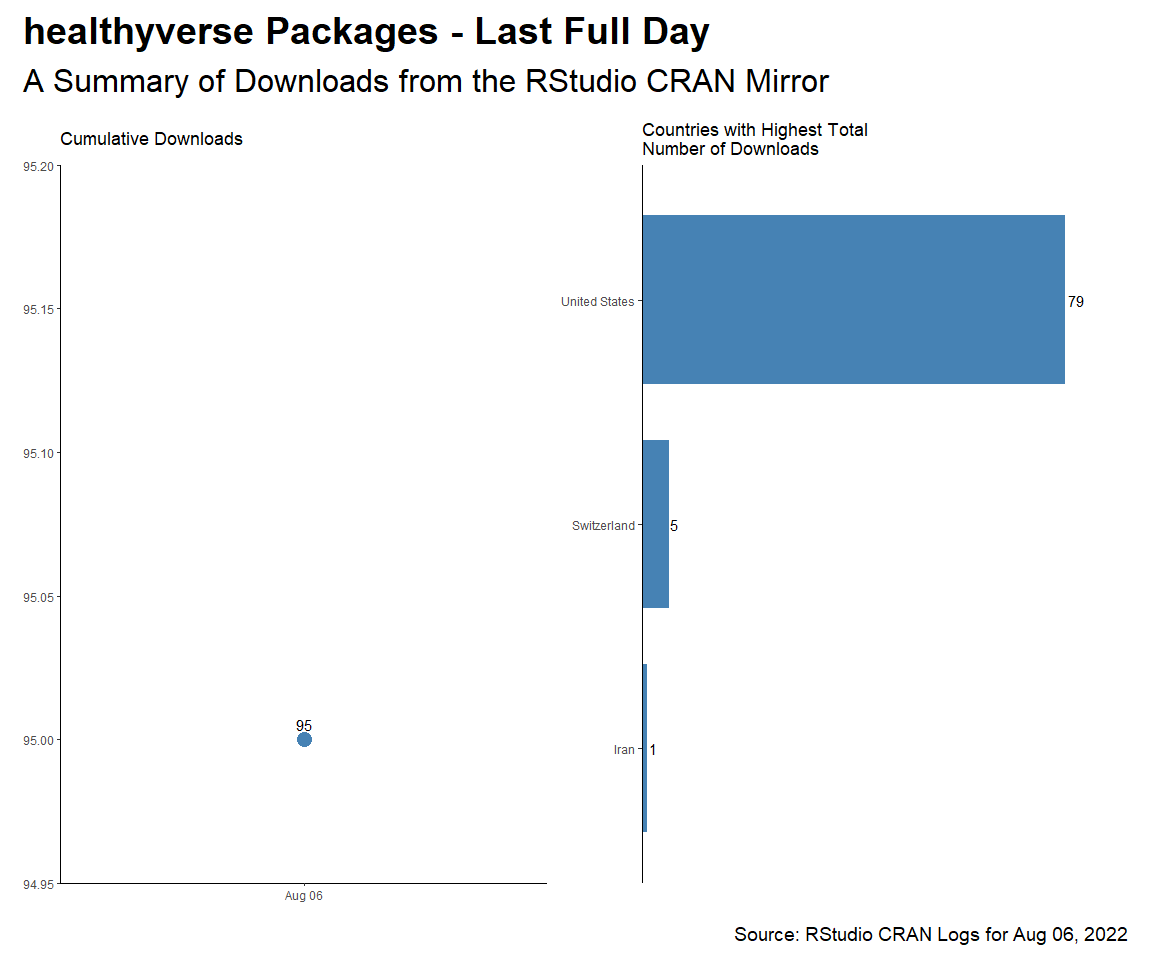 healthyverse Packages - Last Full Day
A Summary of Downloads from the RStudio CRAN Mirror
Cumulative Downloads
95.20
95.15
95.10
95.05
95.00
94.95
95
Aug 06
Countries with Highest Total
Number of Downloads
United States
79
Switzerland
5
Iran
1
Source: RStudio CRAN Logs for Aug 06, 2022